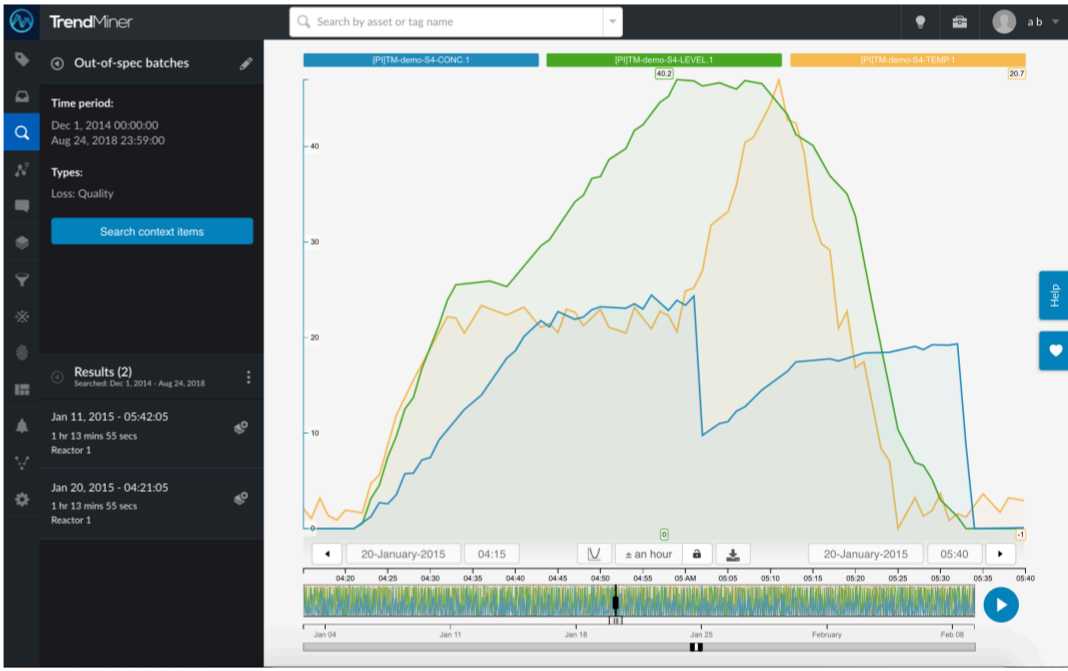 TrendMiner
Search by asset or tag name
a b
Out-of-spec batches
Time period:
Dec 1, 2014 00:00:00
Aug 24, 2018 23:59:00
Types:
Loss: Quality
Search context items
Results (2)
Searched: Dec 1, 2014 - Aug 24, 2018
Jan 11, 2015 - 05:42:05
1 hr 13 mins 55 secs
Reactor 1
Jan 20, 2015 - 04:21:05
1 hr 13 mins 55 secs
Reactor 1
[PI]TM-demo-S4-CONC.1
[PI]TM-demo-S4-LEVEL.1
[PI]TM-demo-S4-TEMP.1
40.2
20.7
40
30
20
10
0
0
-1
20-January-2015
04:15
± an hour
20-January-2015
05:40
04:20 04:25 04:30 04:35 04:40 04:45 04:50 04:55 05 AM 05:05 05:10 05:15 05:20 05:25 05:30 05:35 05:40
Jan 04 Jan 11 Jan 18 Jan 25 February Feb 08
Help